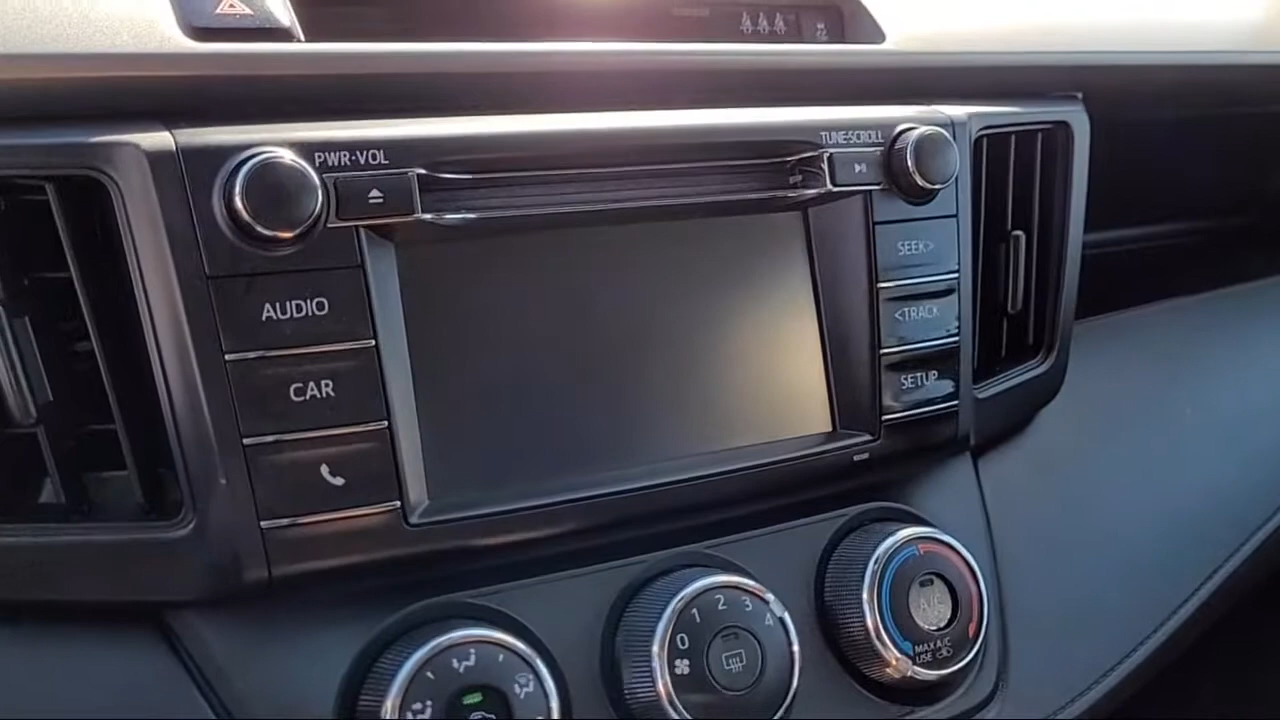 PWR·VOL
TUNE·SCROLL
AUDIO
CAR
SEEK>
<TRACK
SETUP
0 1 2 3 4
A/C
MAX A/C
USE